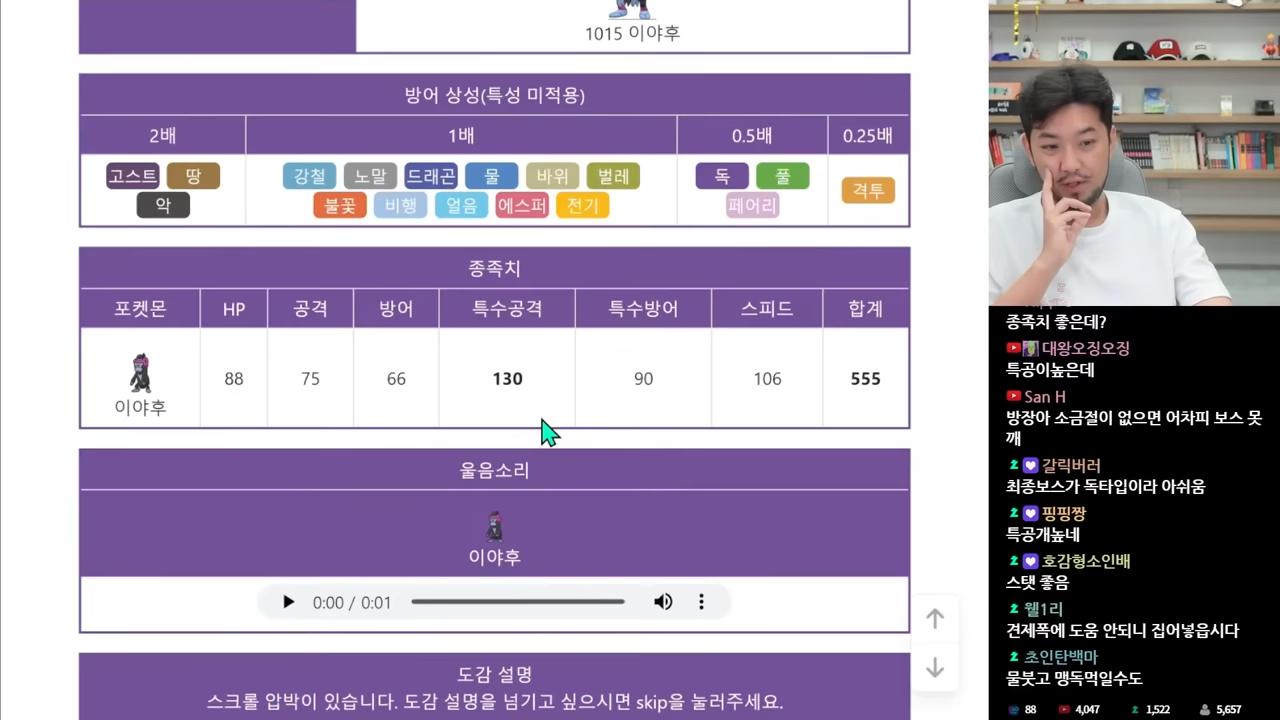 1015 이야후
방어 상성(특성 미적용)
2배 1배 0.5배 0.25배
고스트 땅 강철 노말 드래곤 물 바위 벌레 독 풀 격투
악 불꽃 비행 얼음 에스퍼 전기 페어리
종족치
포켓몬 HP 공격 방어 특수공격 특수방어 스피드 합계
이야후 88 75 66 130 90 106 555
울음소리
이야후
0:00 / 0:01
도감 설명
스크롤 압박이 있습니다. 도감 설명을 넘기고 싶으시면 skip을 눌러주세요.
종족치 좋은데?
대왕오징오징
특공이높은데
San H
방장아 소금절이 없으면 어차피 보스 못
깨
갈릭버러
최종보스가 독타입이라 아쉬움
핑핑짱
특공개높네
호감형소인배
스탯 좋음
웰1리
견제폭에 도움 안되니 집어넣읍시다
초인탄백마
물붓고 맹독먹일수도
88 4,047 1,522 5,657